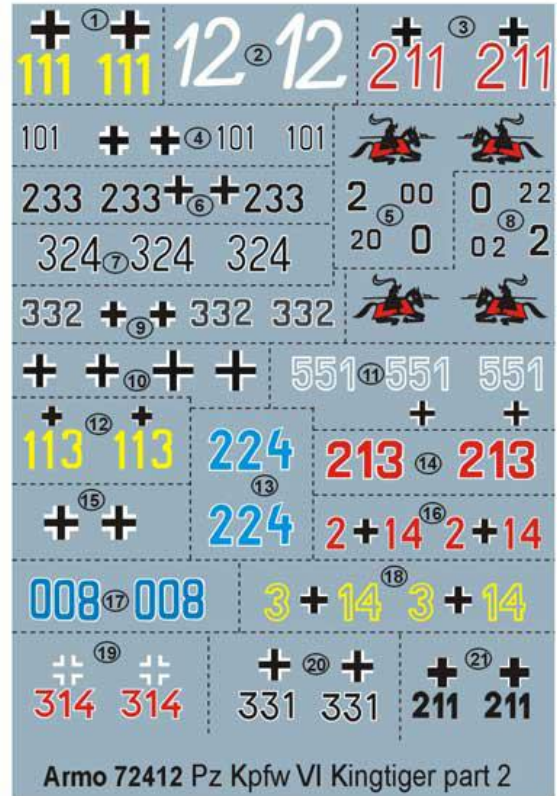 1 3
111 111 12 2 12 211 211
101 4 101 101
233 233 6 233 2 00 0 22
5 8
324 7 324 324 20 0 02 2
332 9 332 332
10 551 11 551 551
12
113 113 224 213 14 213
13
15 224 2 14 16 2 14
008 17 008 18
3 14 3 14
19 20 21
314 314 331 331 211 211
Armo 72412 Pz Kpfw VI Kingtiger part 2